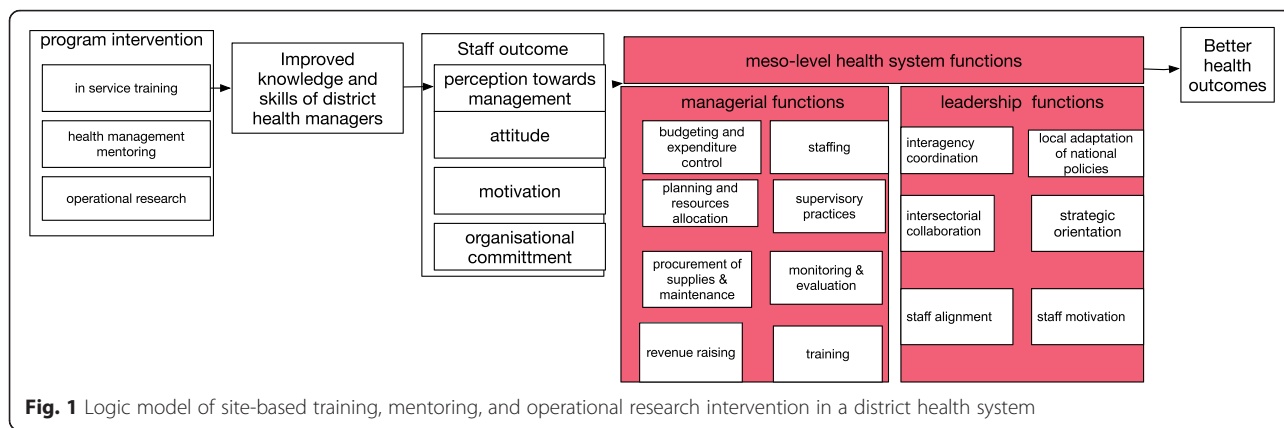 program intervention
in service training
health management
mentoring
operational research
Improved
knowledge and
skills of district
health managers
Staff outcome
perception towards
management
attitude
motivation
organisational
committment
meso-level health system functions
managerial functions
budgeting and
expenditure
control
staffing
planning and
resources
allocation
supervisory
practices
procurement of
supplies &
maintenance
monitoring &
evaluation
revenue raising
training
leadership functions
interagency
coordination
local adaptation
of national
policies
intersectorial
collaboration
strategic
orientation
staff alignment
staff motivation
Better
health
outcomes
Fig. 1 Logic model of site-based training, mentoring, and operational research intervention in a district health system